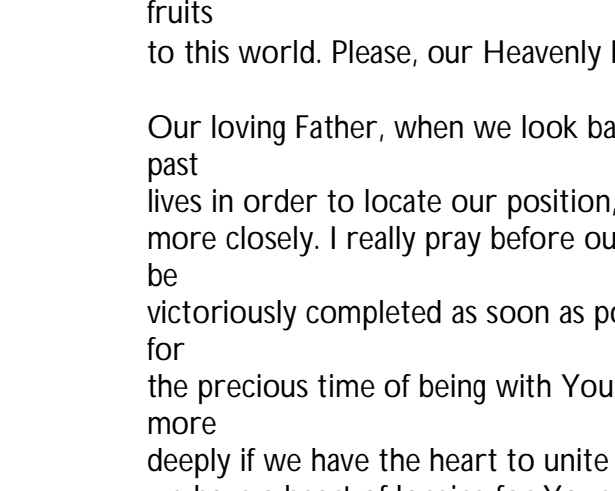 fruits
to this world. Please, our Heavenly
Our loving Father, when we look
past
lives in order to locate our position,
more closely. I really pray before
be
victoriously completed as soon as
for
the precious time of being with You
more
deeply if we have the heart to unite